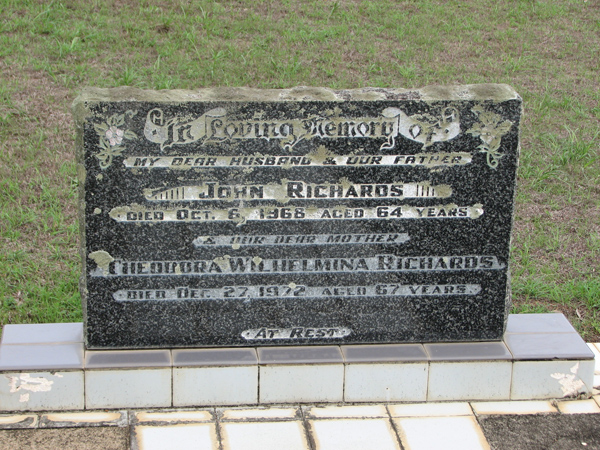 In Loving Memory of
MY DEAR HUSBAND & OUR FATHER
JOHN RICHARDS
DIED OCT. 6, 1968 AGED 64 YEARS
& OUR DEAR MOTHER
THEODORA WILHELMINA RICHARDS
DIED DEC. 27, 1972 AGED 67 YEARS
AT REST